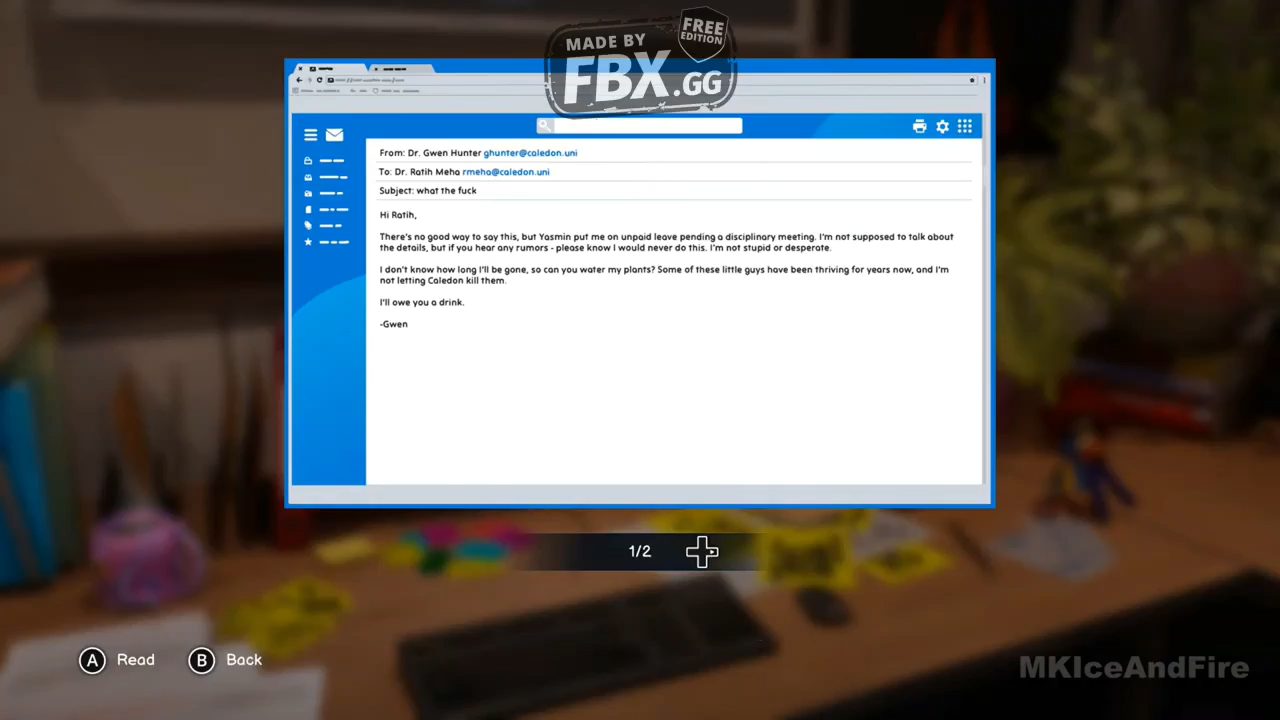 MADE BY
FREE
EDITION
FBX.GG
From: Dr. Gwen Hunter ghunter@caledon.uni
To: Dr. Ratih Meha rmeha@caledon.uni
Subject: what the fuck
Hi Ratih,
There's no good way to say this, but Yasmin put me on unpaid leave pending a disciplinary meeting. I'm not supposed to talk about
the details, but if you hear any rumors - please know I would never do this. I'm not stupid or desperate.
I don't know how long I'll be gone, so can you water my plants? Some of these little guys have been thriving for years now, and I'm
not letting Caledon kill them.
I'll owe you a drink.
-Gwen
1/2
A Read B Back
MKIceAndFire